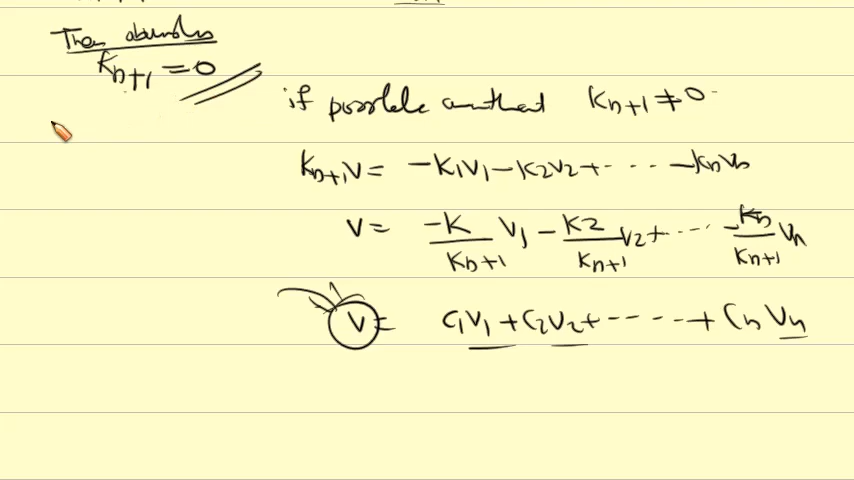 Then
Kn+1 = 0
if possible Kn+1 ≠ 0
Kn+1V = -K1V1 - K2V2 + - - - - - KnVn
V = -K/Kn+1 V1 - K2/Kn+1 V2 + - - - - Kn/Kn+1 Vn
V = C1V1 + C2V2 + - - - - - + CnVn